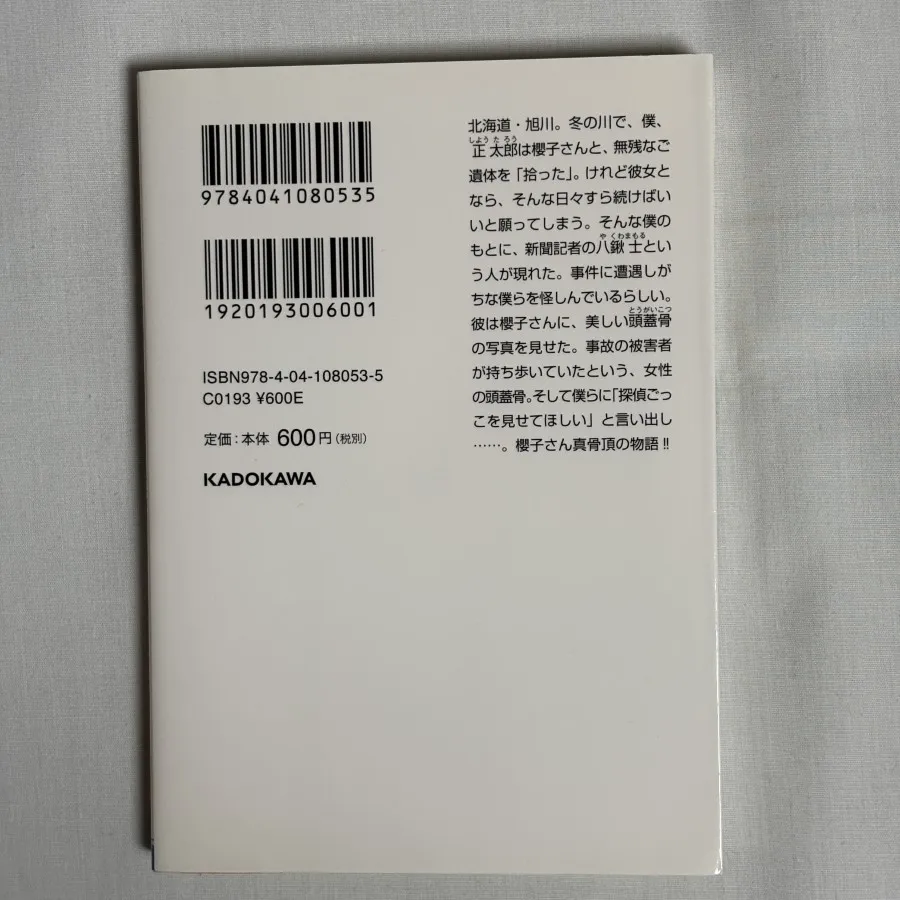 9784041080535
1920193006001
ISBN978-4-04-108053-5
C0193 ¥600E
定価:本体 600円(税別)
KADOKAWA
北海道・旭川。冬の川で、僕、
しよう た ろう
正 太郎は櫻子さんと、無残なご
遺体を「拾った」。けれど彼女と
なら、そんな日々すら続けばい
いと願ってしまう。そんな僕の
や くわまもる
もとに、新聞記者の八鍬 士とい
う人が現れた。事件に遭遇しが
ちな僕らを怪しんでいるらしい。
とうがいこつ
彼は櫻子さんに、美しい頭蓋骨
の写真を見せた。事故の被害者
が持ち歩いていたという、女性
の頭蓋骨。そして僕らに「探偵ごっ
こを見せてほしい」と言い出し
……。櫻子さん真骨頂の物語!!